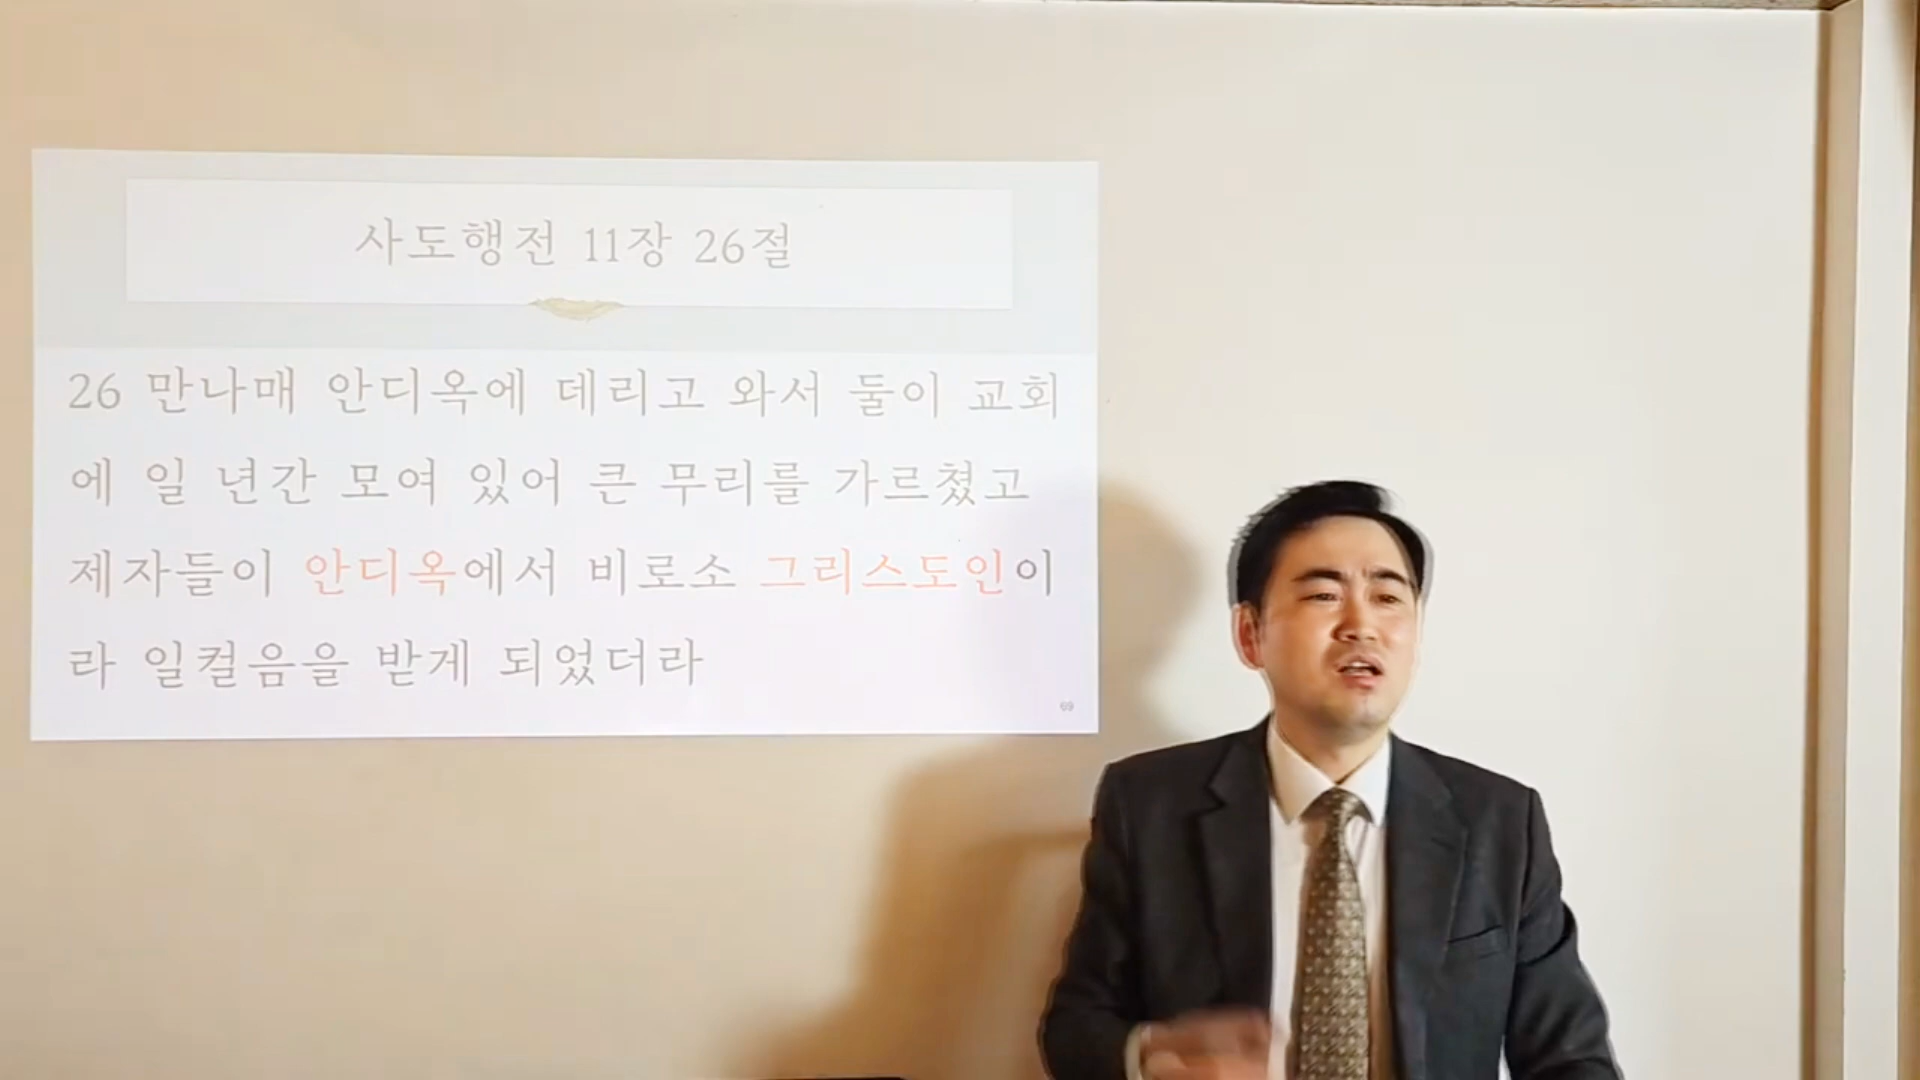 사도행전 11장 26절
26 만나매 안디옥에 데리고 와서 둘이 교회
에 일 년간 모여 있어 큰 무리를 가르쳤고
제자들이 안디옥에서 비로소 그리스도인이
라 일컬음을 받게 되었더라
69